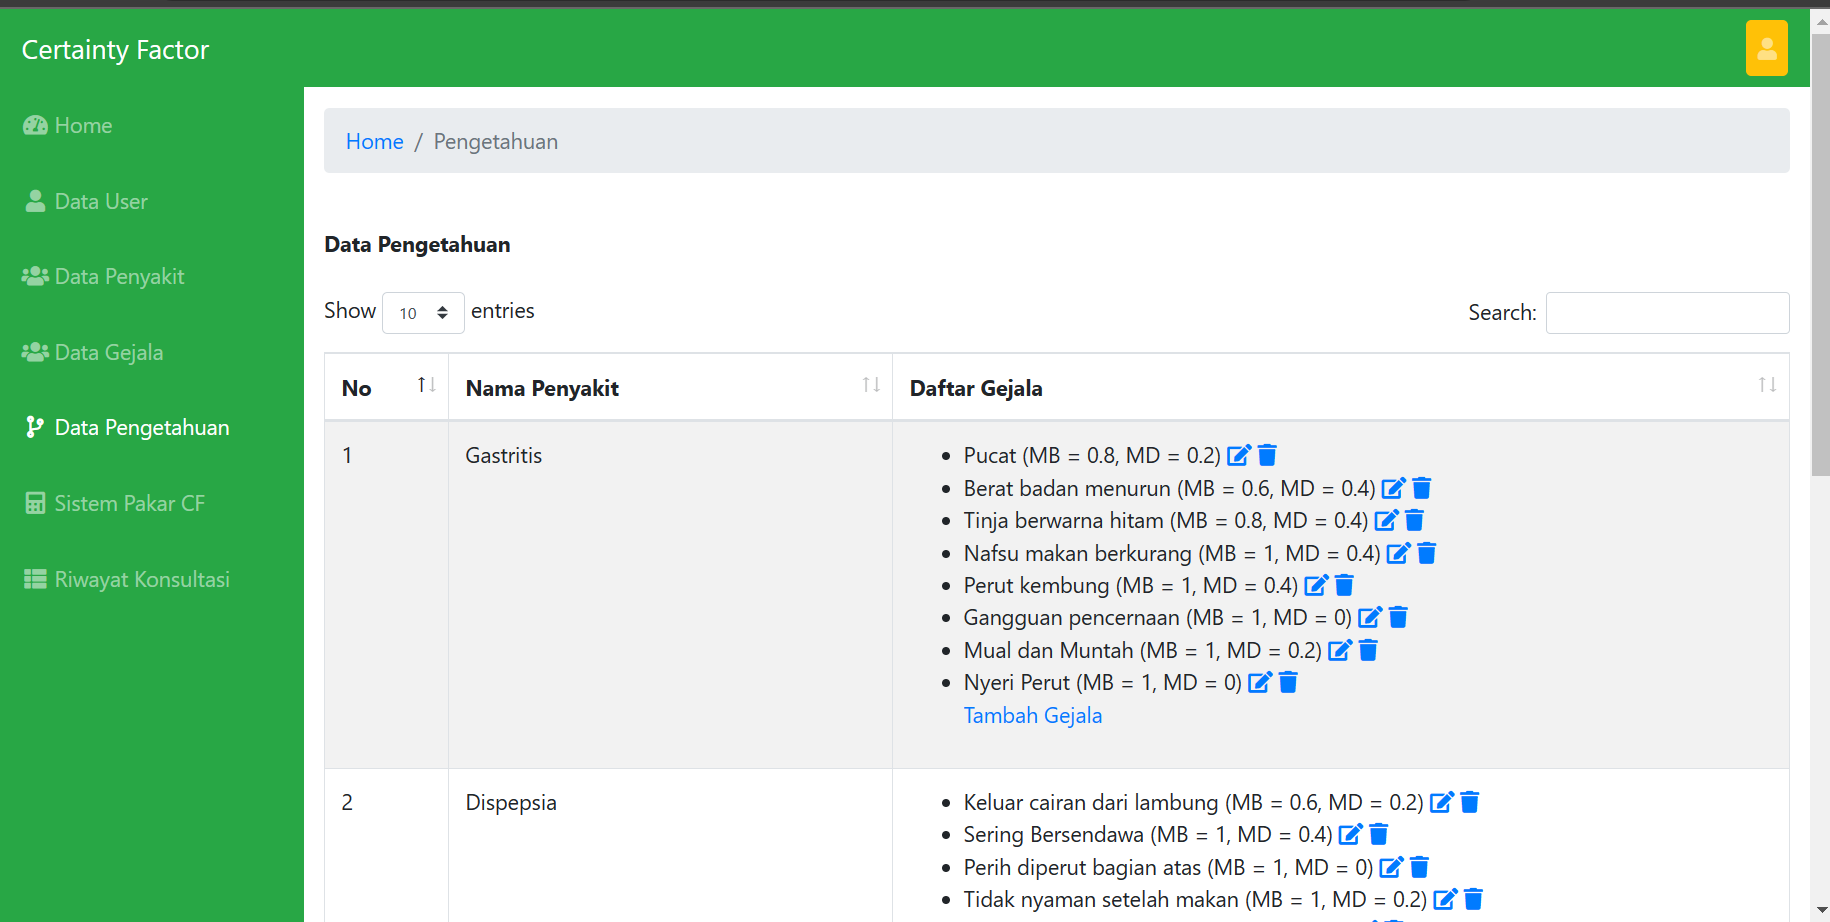 Certainty Factor
Home
Data User
Data Penyakit
Data Gejala
Data Pengetahuan
Sistem Pakar CF
Riwayat Konsultasi
Home / Pengetahuan
Data Pengetahuan
Show 10 entries
Search:
No Nama Penyakit Daftar Gejala
1 Gastritis
Pucat (MB = 0.8, MD = 0.2)
Berat badan menurun (MB = 0.6, MD = 0.4)
Tinja berwarna hitam (MB = 0.8, MD = 0.4)
Nafsu makan berkurang (MB = 1, MD = 0.4)
Perut kembung (MB = 1, MD = 0.4)
Gangguan pencernaan (MB = 1, MD = 0)
Mual dan Muntah (MB = 1, MD = 0.2)
Nyeri Perut (MB = 1, MD = 0)
Tambah Gejala
2 Dispepsia
Keluar cairan dari lambung (MB = 0.6, MD = 0.2)
Sering Bersendawa (MB = 1, MD = 0.4)
Perih diperut bagian atas (MB = 1, MD = 0)
Tidak nyaman setelah makan (MB = 1, MD = 0.2)